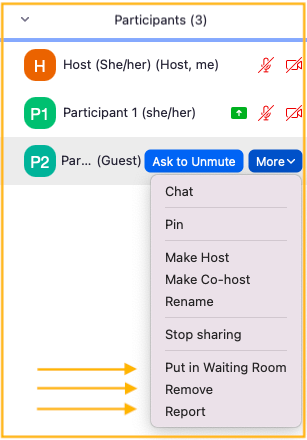 Participants (3)
H Host (She/her) (Host, me)
P1 Participant 1 (she/her)
P2 Par... (Guest) Ask to Unmute More
Chat
Pin
Make Host
Make Co-host
Rename
Stop sharing
Put in Waiting Room
Remove
Report